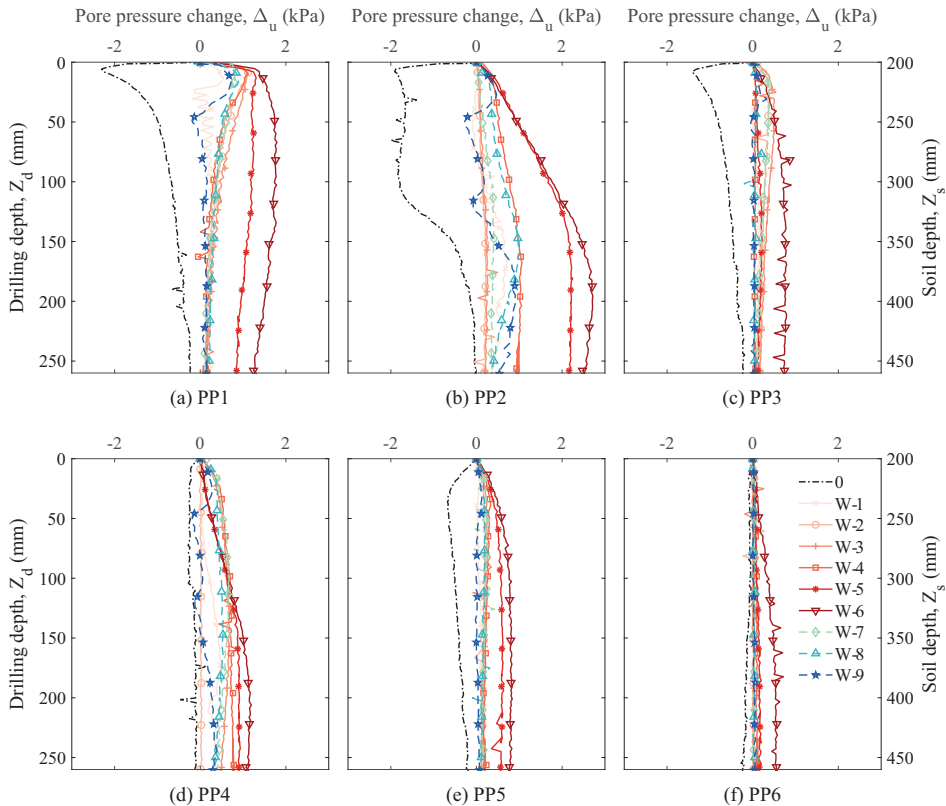 Pore pressure change, Δu (kPa) Pore pressure change, Δu (kPa) Pore pressure change, Δu (kPa)
-2 0 2 -2 0 2 -2 0 2
0 200
50 250
100 300
150 350
200 400
250 450
Drilling depth, Zd (mm)
Soil depth, Zs (mm)
(a) PP1 (b) PP2 (c) PP3
-2 0 2 -2 0 2 -2 0 2
0 200
50 250
100 300
150 350
200 400
250 450
Drilling depth, Zd (mm)
Soil depth, Zs (mm)
0
W-1
W-2
W-3
W-4
W-5
W-6
W-7
W-8
W-9
(d) PP4 (e) PP5 (f) PP6